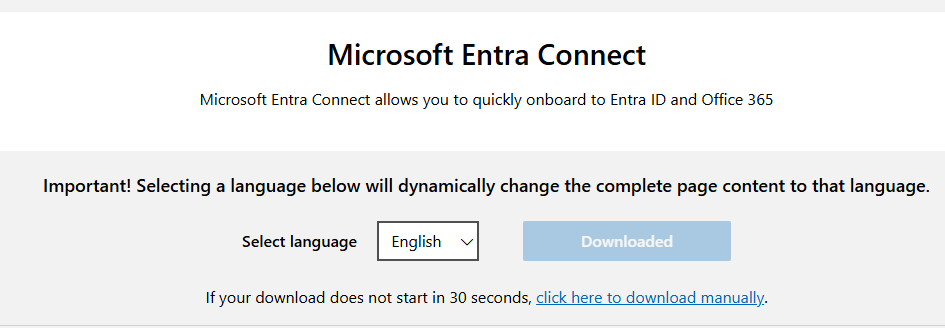 Microsoft Entra Connect
Microsoft Entra Connect allows you to quickly onboard to Entra ID and Office 365
Important! Selecting a language below will dynamically change the complete page content to that language.
Select language English Downloaded
If your download does not start in 30 seconds, click here to download manually.